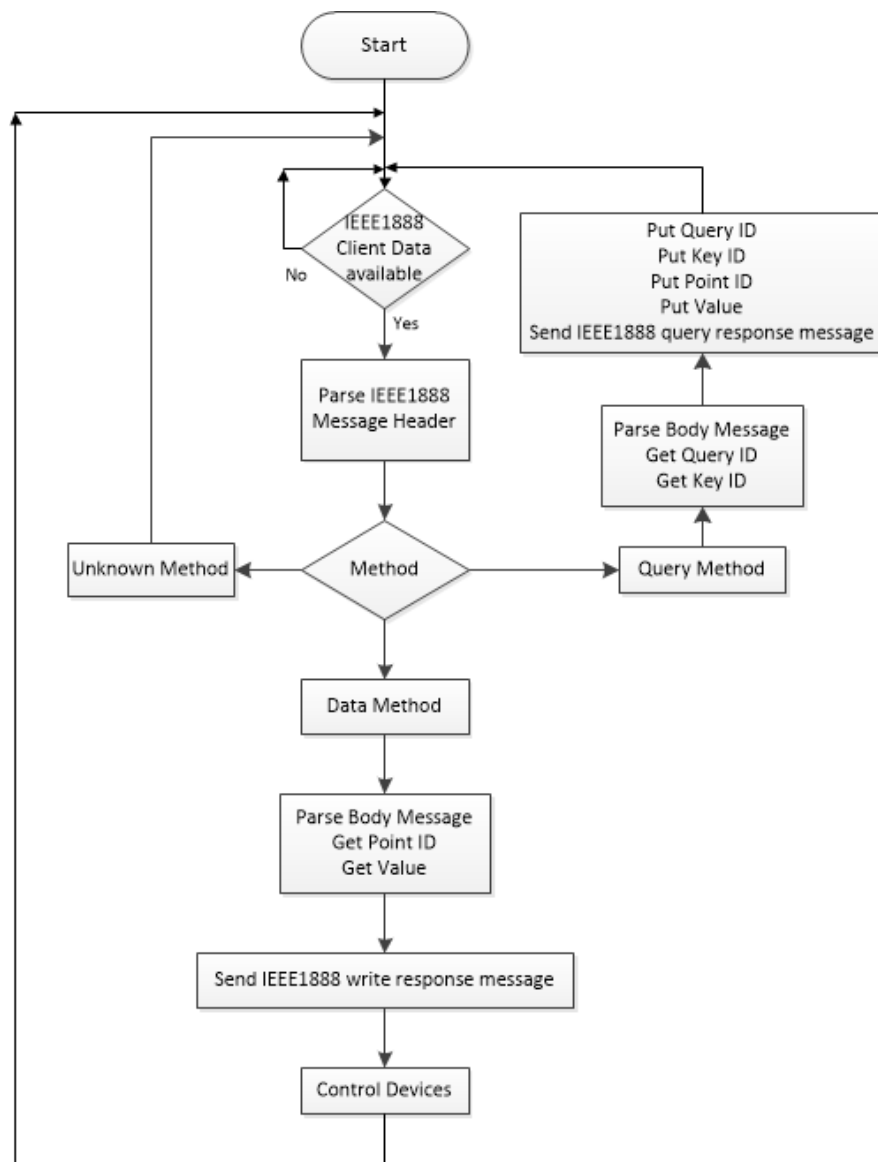 Start
IEEE1888
Client Data
available
No
Yes
Parse IEEE1888
Message Header
Method
Unknown Method
Query Method
Parse Body Message
Get Query ID
Get Key ID
Put Query ID
Put Key ID
Put Point ID
Put Value
Send IEEE1888 query response message
Data Method
Parse Body Message
Get Point ID
Get Value
Send IEEE1888 write response message
Control Devices